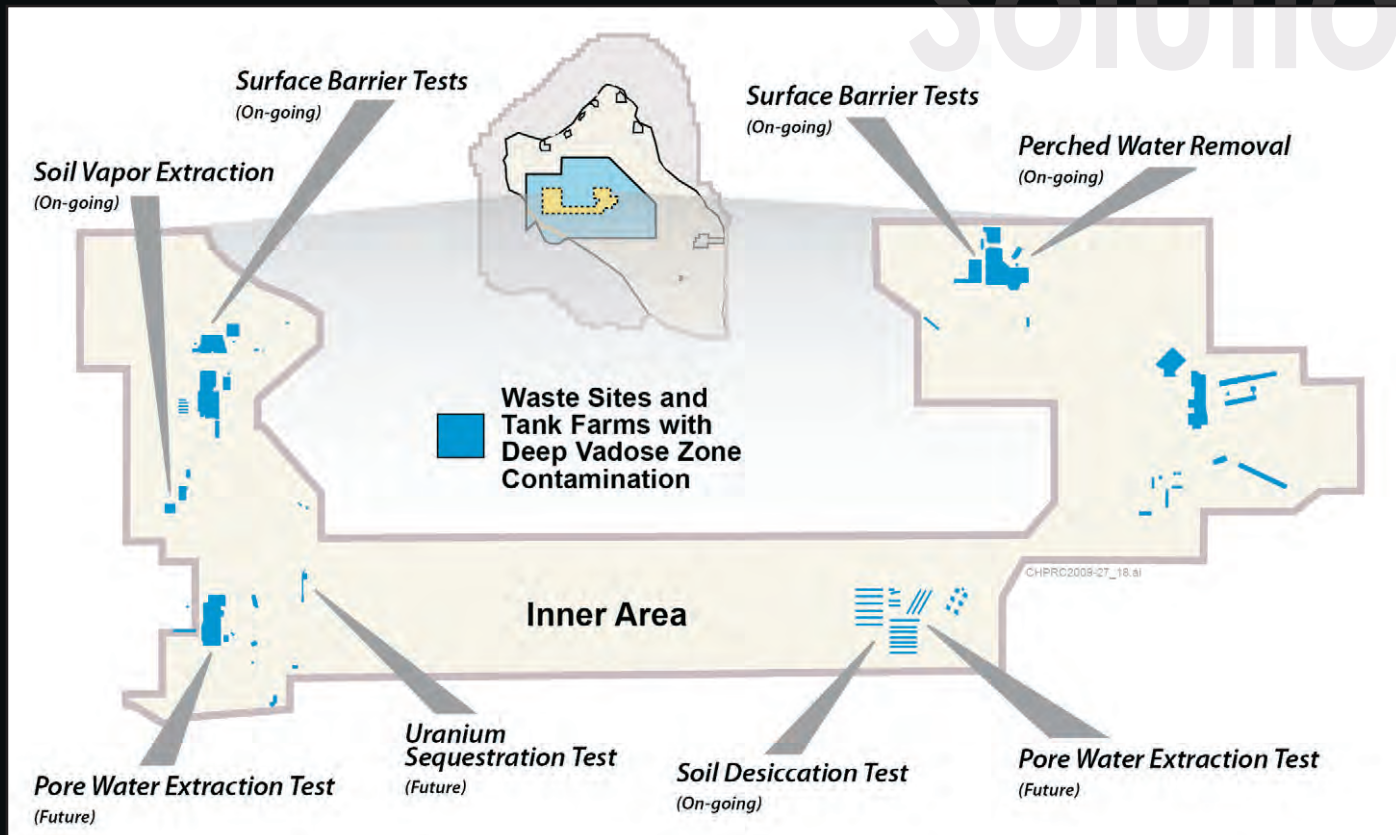 SOLUTIO
Surface Barrier Tests
(On-going)
Surface Barrier Tests
(On-going)
Soil Vapor Extraction
(On-going)
Perched Water Removal
(On-going)
Waste Sites and
Tank Farms with
Deep Vadose Zone
Contamination
CHPRC2009-27_18.ai
Inner Area
Pore Water Extraction Test
(Future)
Uranium
Sequestration Test
(Future)
Soil Desiccation Test
(On-going)
Pore Water Extraction Test
(Future)